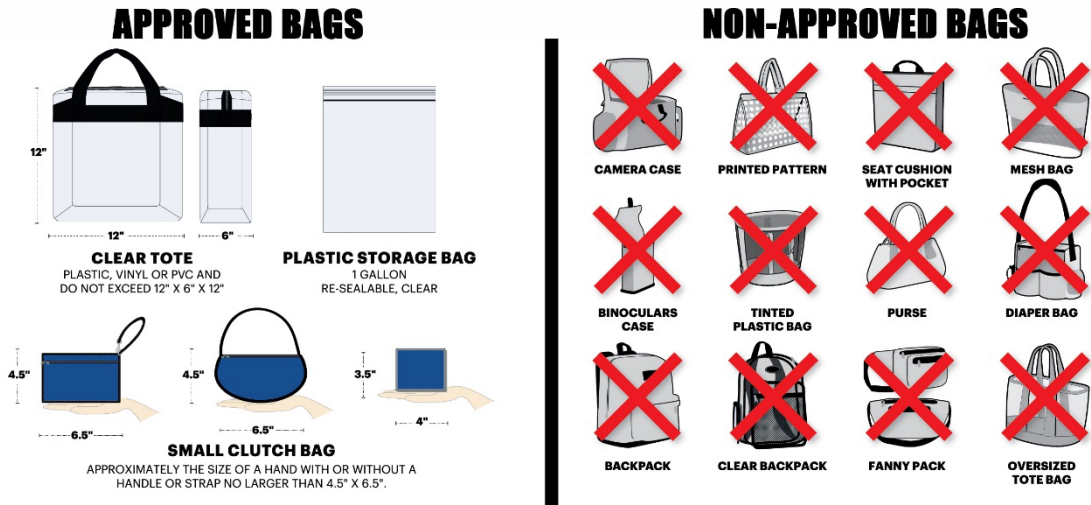 APPROVED BAGS
12"
12"
6"
CLEAR TOTE
PLASTIC, VINYL OR PVC AND
DO NOT EXCEED 12" X 6" X 12"
PLASTIC STORAGE BAG
1 GALLON
RE-SEALABLE, CLEAR
4.5"
6.5"
4.5"
6.5"
3.5"
4"
SMALL CLUTCH BAG
APPROXIMATELY THE SIZE OF A HAND WITH OR WITHOUT A
HANDLE OR STRAP NO LARGER THAN 4.5" X 6.5".
NON-APPROVED BAGS
CAMERA CASE
PRINTED PATTERN
SEAT CUSHION
WITH POCKET
MESH BAG
BINOCULARS
CASE
TINTED
PLASTIC BAG
PURSE
DIAPER BAG
BACKPACK
CLEAR BACKPACK
FANNY PACK
OVERSIZED
TOTE BAG